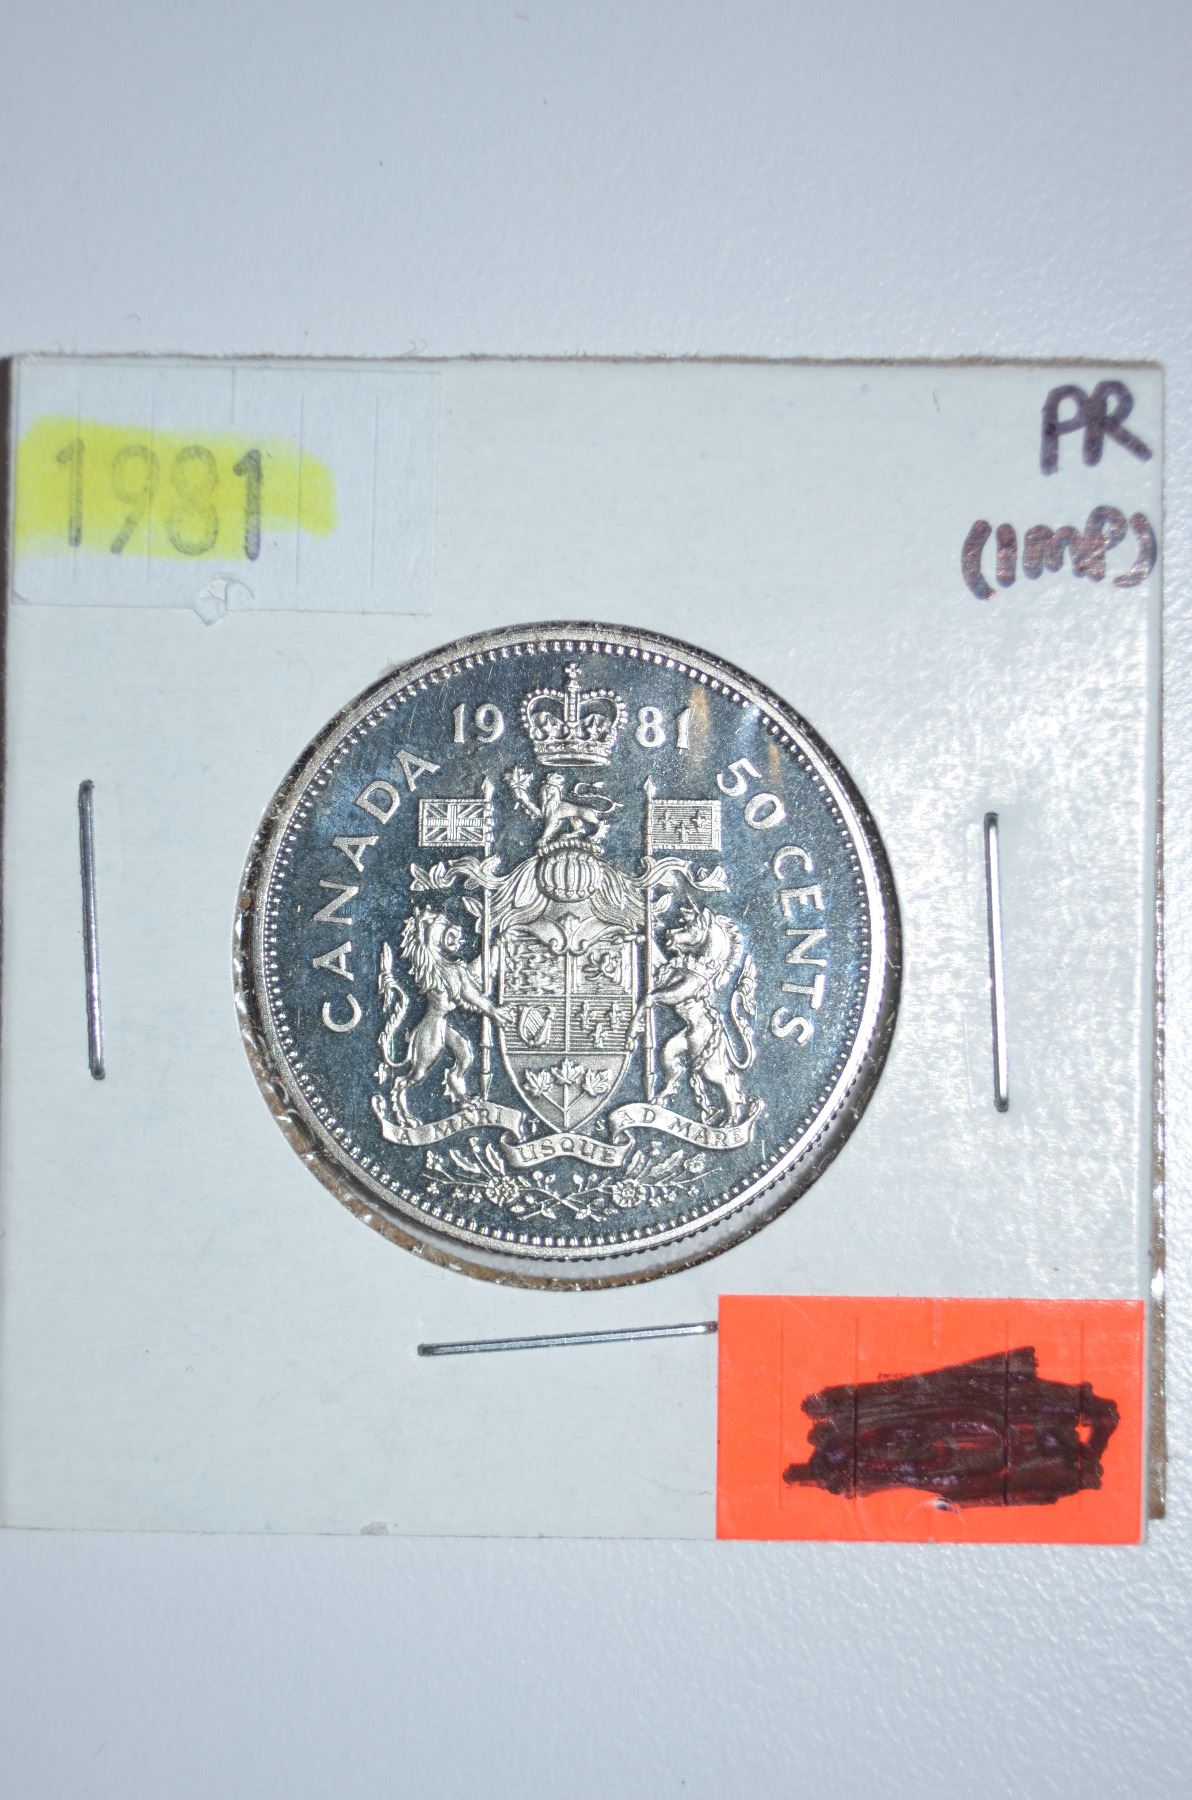 1981
PR
(IMP)
19 81
CANADA
50 CENTS
A MARI
USQUE
AD MARE